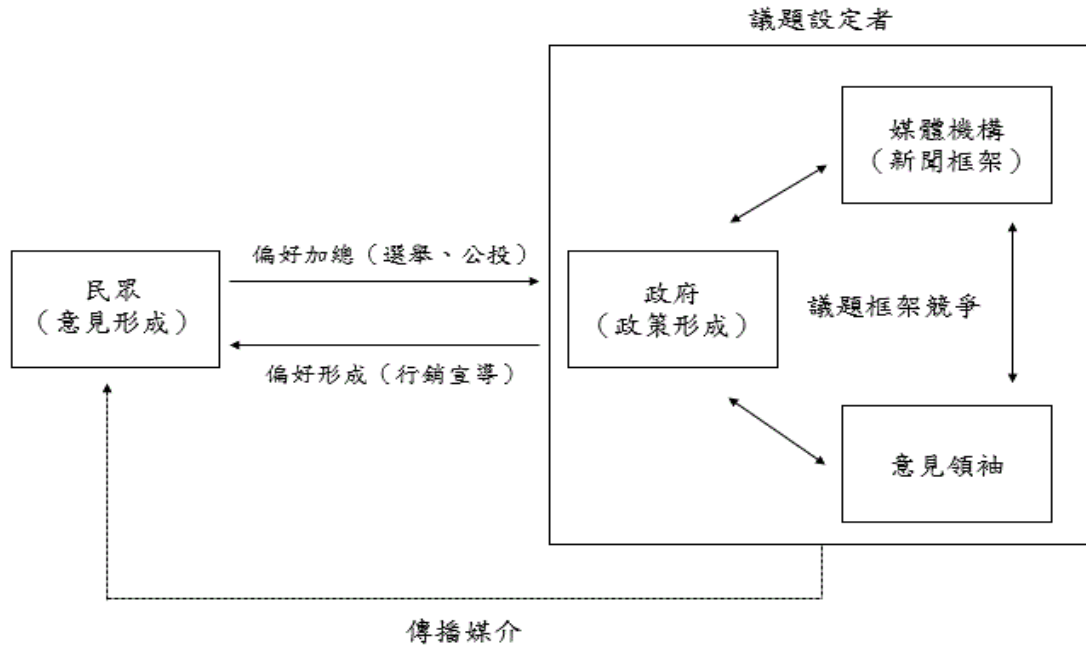 議題設定者
媒體機構
（新聞框架）
偏好加總（選舉、公投）
民眾
（意見形成）
政府
（政策形成）
議題框架競爭
偏好形成（行銷宣導）
意見領袖
傳播媒介